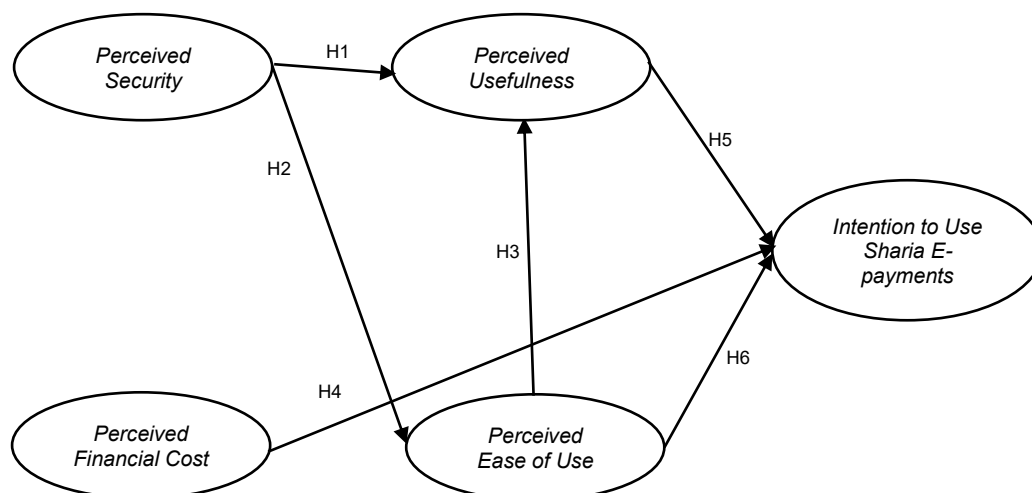 Perceived
Security
H1
Perceived
Usefulness
H2
H5
Intention to Use
Sharia E-
payments
H3
H4
H6
Perceived
Financial Cost
Perceived
Ease of Use